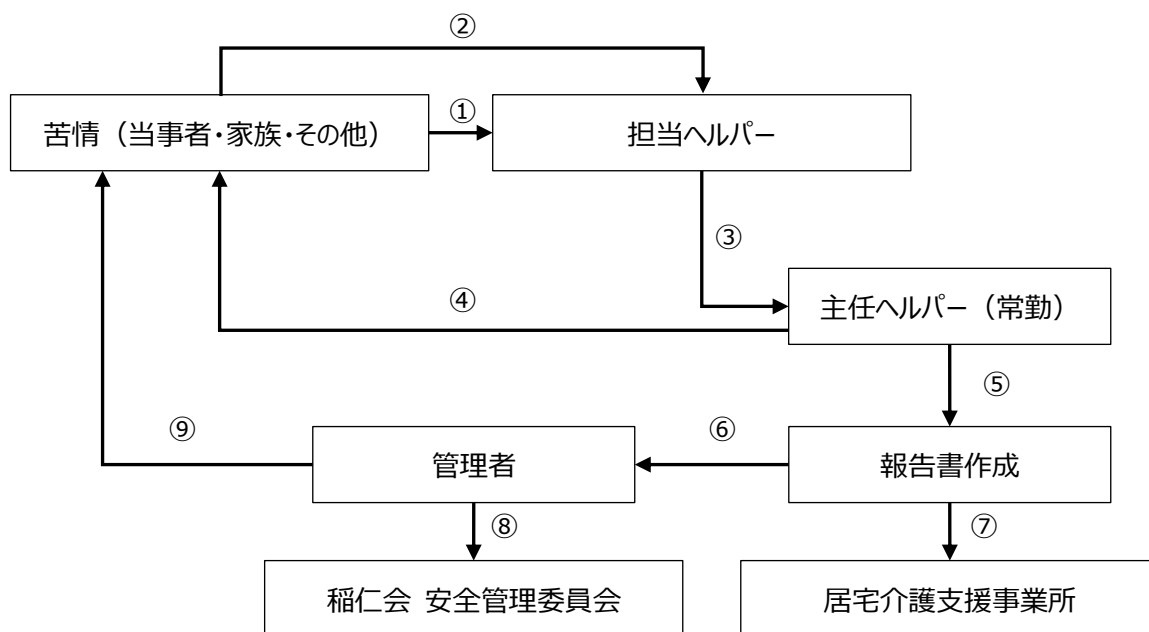 ②
①
苦情（当事者・家族・その他）
担当ヘルパー
③
④
主任ヘルパー（常勤）
⑤
⑨
⑥
管理者
報告書作成
⑧
⑦
稲仁会 安全管理委員会
居宅介護支援事業所